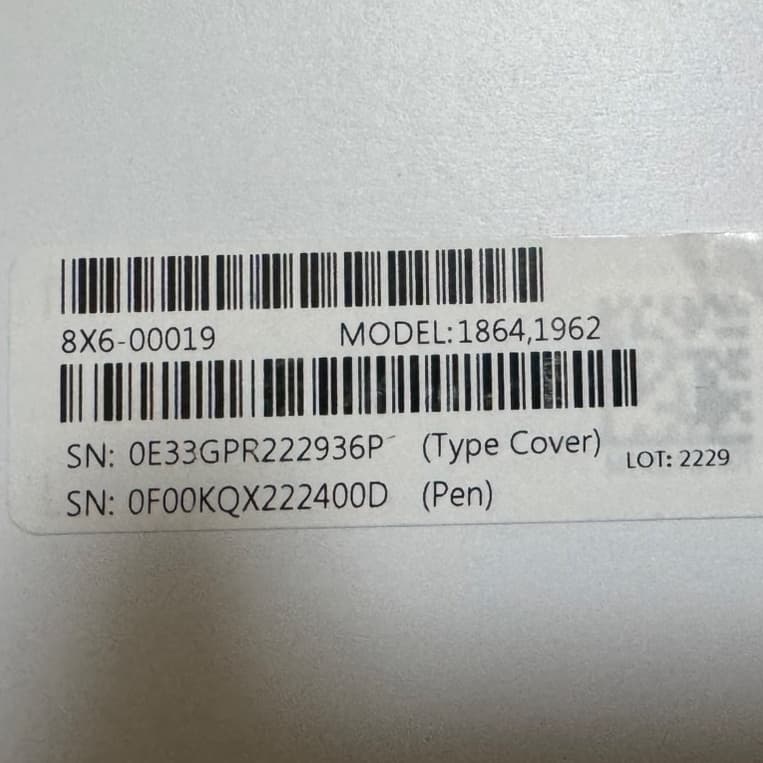 8X6-00019 MODEL:1864,1962
SN: 0E33GPR222936P (Type Cover)
LOT: 2229
SN: 0F00KQX222400D (Pen)